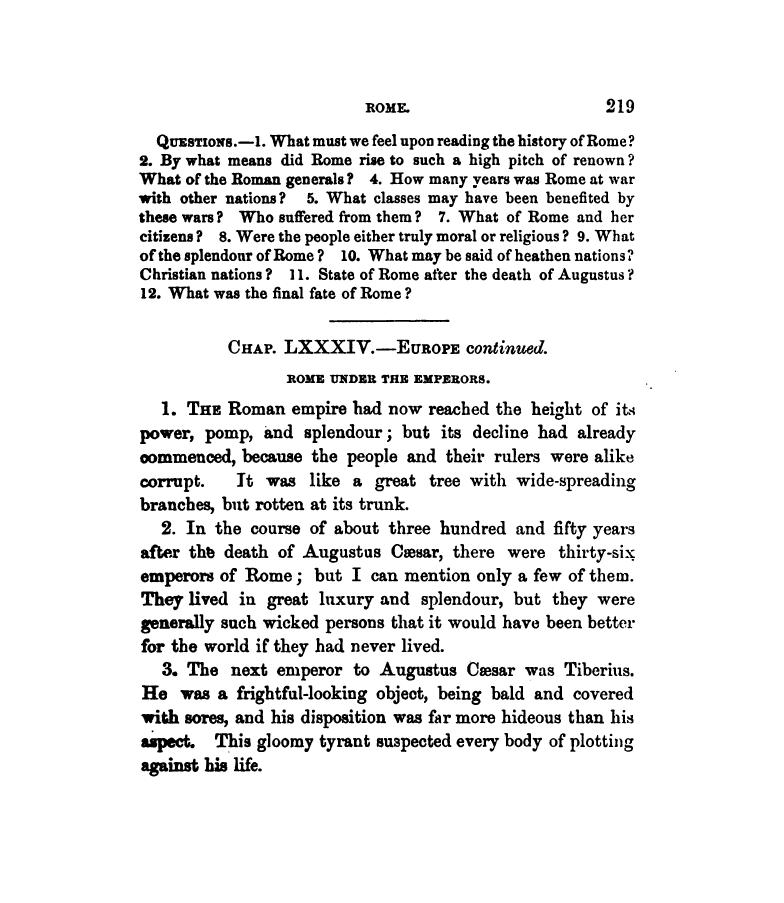 ROME.
219
QUESTIONS.—1. What must we feel upon reading the history of Rome?
2. By what means did Rome rise to such a high pitch of renown?
What of the Roman generals? 4. How many years was Rome at war
with other nations? 5. What classes may have been benefited by
these wars? Who suffered from them? 7. What of Rome and her
citizens? 8. Were the people either truly moral or religious? 9. What
of the splendour of Rome? 10. What may be said of heathen nations?
Christian nations? 11. State of Rome after the death of Augustus?
12. What was the final fate of Rome?
CHAP. LXXXIV.—EUROPE continued.
ROME UNDER THE EMPERORS.
1. THE Roman empire had now reached the height of its
power, pomp, and splendour; but its decline had already
commenced, because the people and their rulers were alike
corrupt. It was like a great tree with wide-spreading
branches, but rotten at its trunk.
2. In the course of about three hundred and fifty years
after the death of Augustus Cæsar, there were thirty-six
emperors of Rome; but I can mention only a few of them.
They lived in great luxury and splendour, but they were
generally such wicked persons that it would have been better
for the world if they had never lived.
3. The next emperor to Augustus Cæsar was Tiberius.
He was a frightful-looking object, being bald and covered
with sores, and his disposition was far more hideous than his
aspect. This gloomy tyrant suspected every body of plotting
against his life.